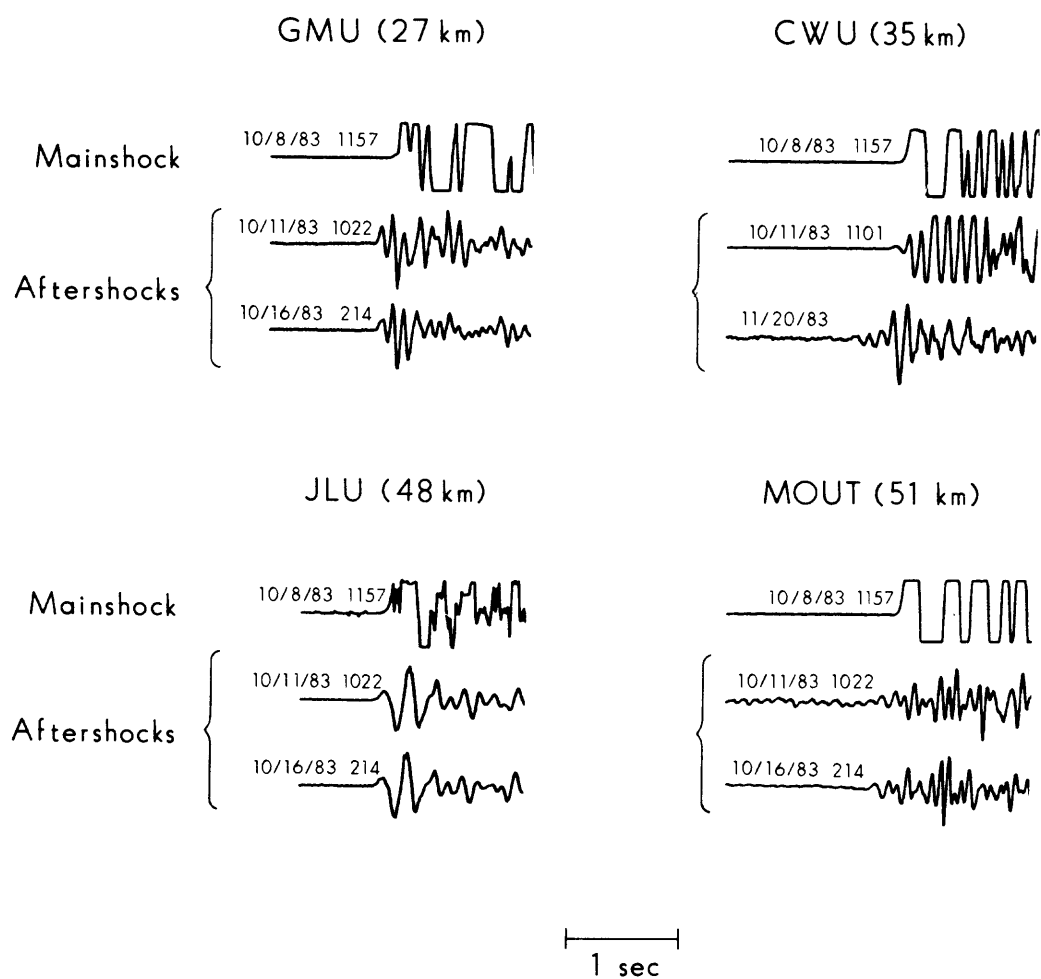 GMU (27 km)
CWU (35 km)
Mainshock
10/8/83 1157
10/8/83 1157
Aftershocks
10/11/83 1022
10/11/83 1101
10/16/83 214
11/20/83
JLU (48 km)
MOUT (51 km)
Mainshock
10/8/83 1157
10/8/83 1157
Aftershocks
10/11/83 1022
10/11/83 1022
10/16/83 214
10/16/83 214
1 sec